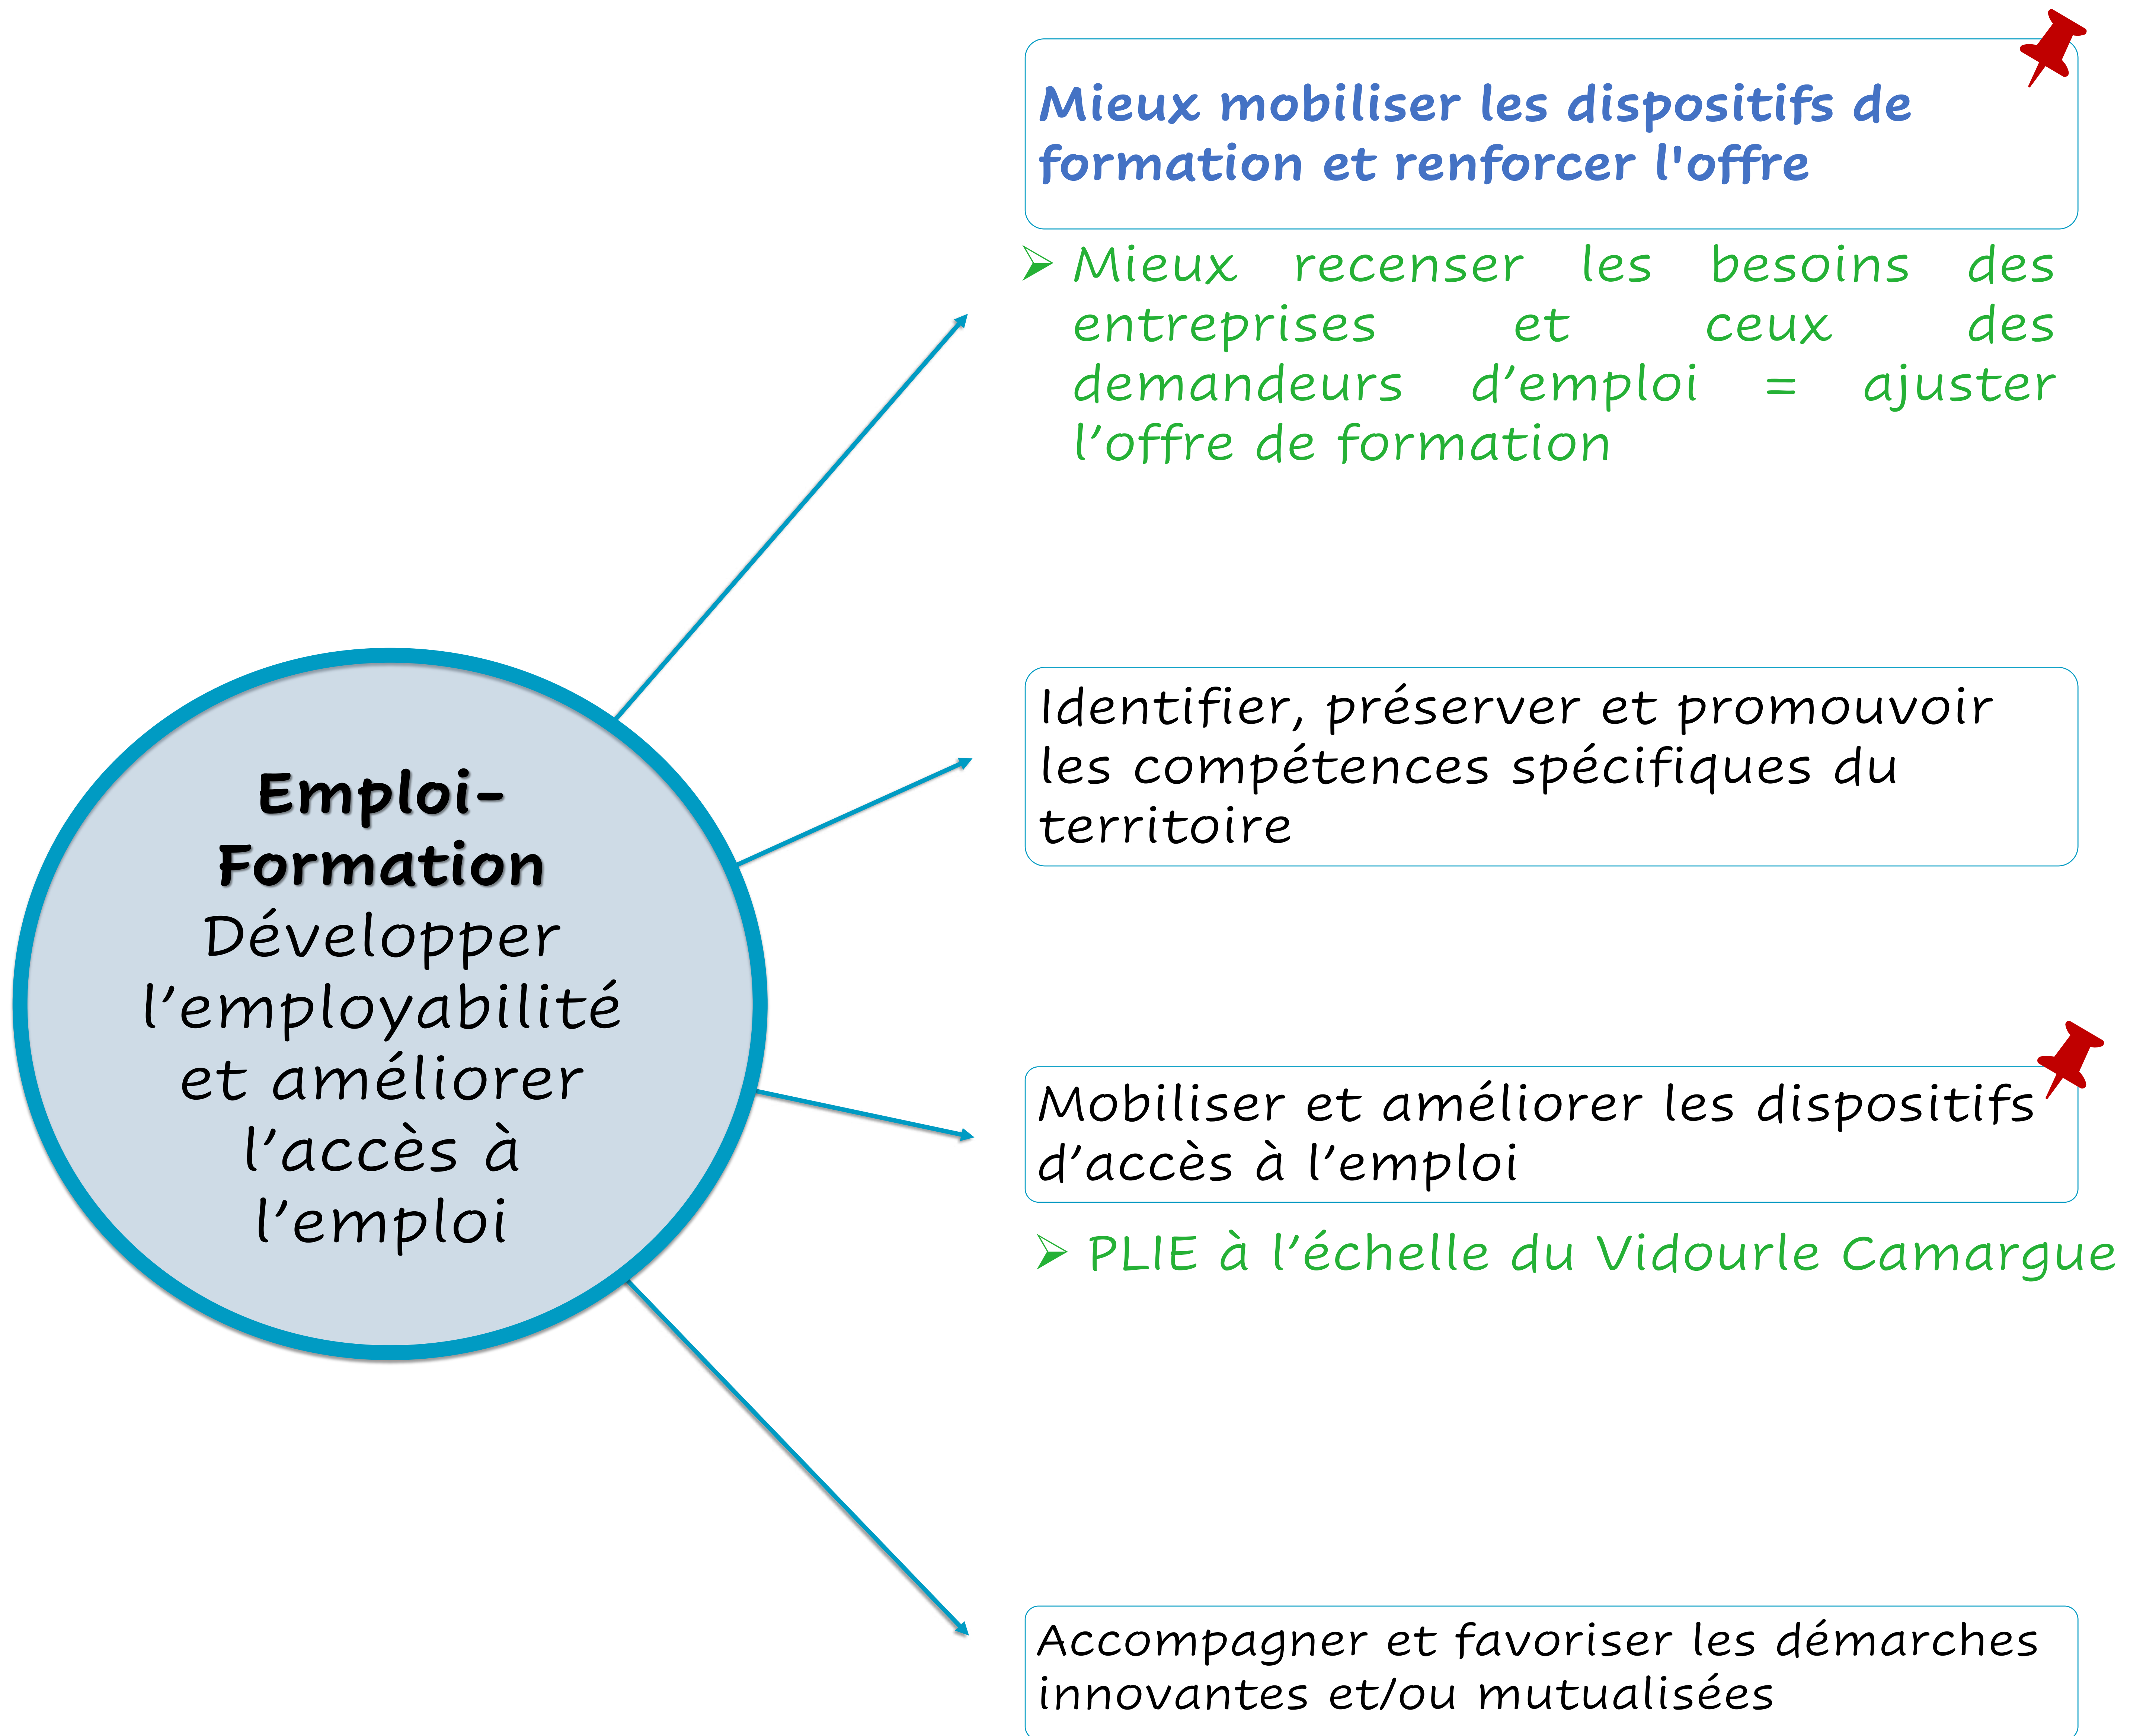 Mieux mobiliser les dispositifs de
formation et renforcer l'offre
Mieux recenser les besoins des
entreprises et ceux des
demandeurs d’emploi = ajuster
l’offre de formation
Emploi-
Formation
Développer
l’employabilité
et améliorer
l’accès à
l’emploi
Identifier, préserver et promouvoir
les compétences spécifiques du
territoire
Mobiliser et améliorer les dispositifs
d’accès à l’emploi
PLIE à l’échelle du Vidourle Camargue
Accompagner et favoriser les démarches
innovantes et/ou mutualisées